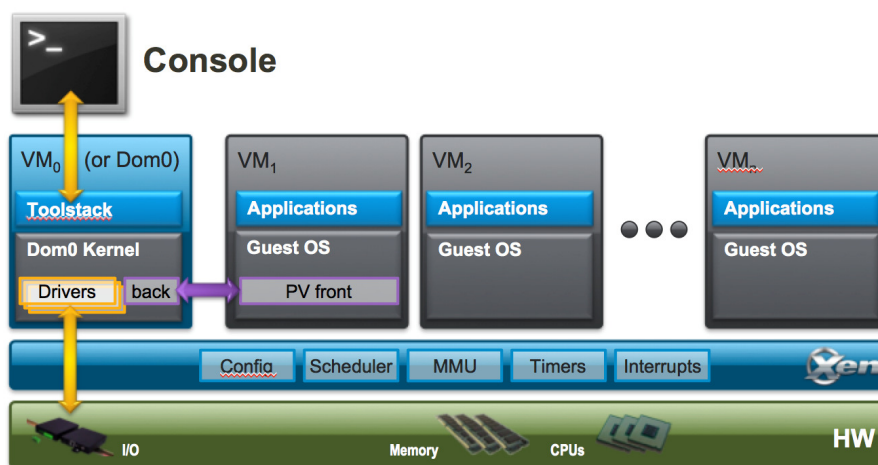 >_
Console
VM0 (or Dom0)
Toolstack
Dom0 Kernel
Drivers
back
VM1
Applications
Guest OS
PV front
VM2
Applications
Guest OS
VMn
Applications
Guest OS
Config
Scheduler
MMU
Timers
Interrupts
Xen
I/O
Memory
CPUs
HW